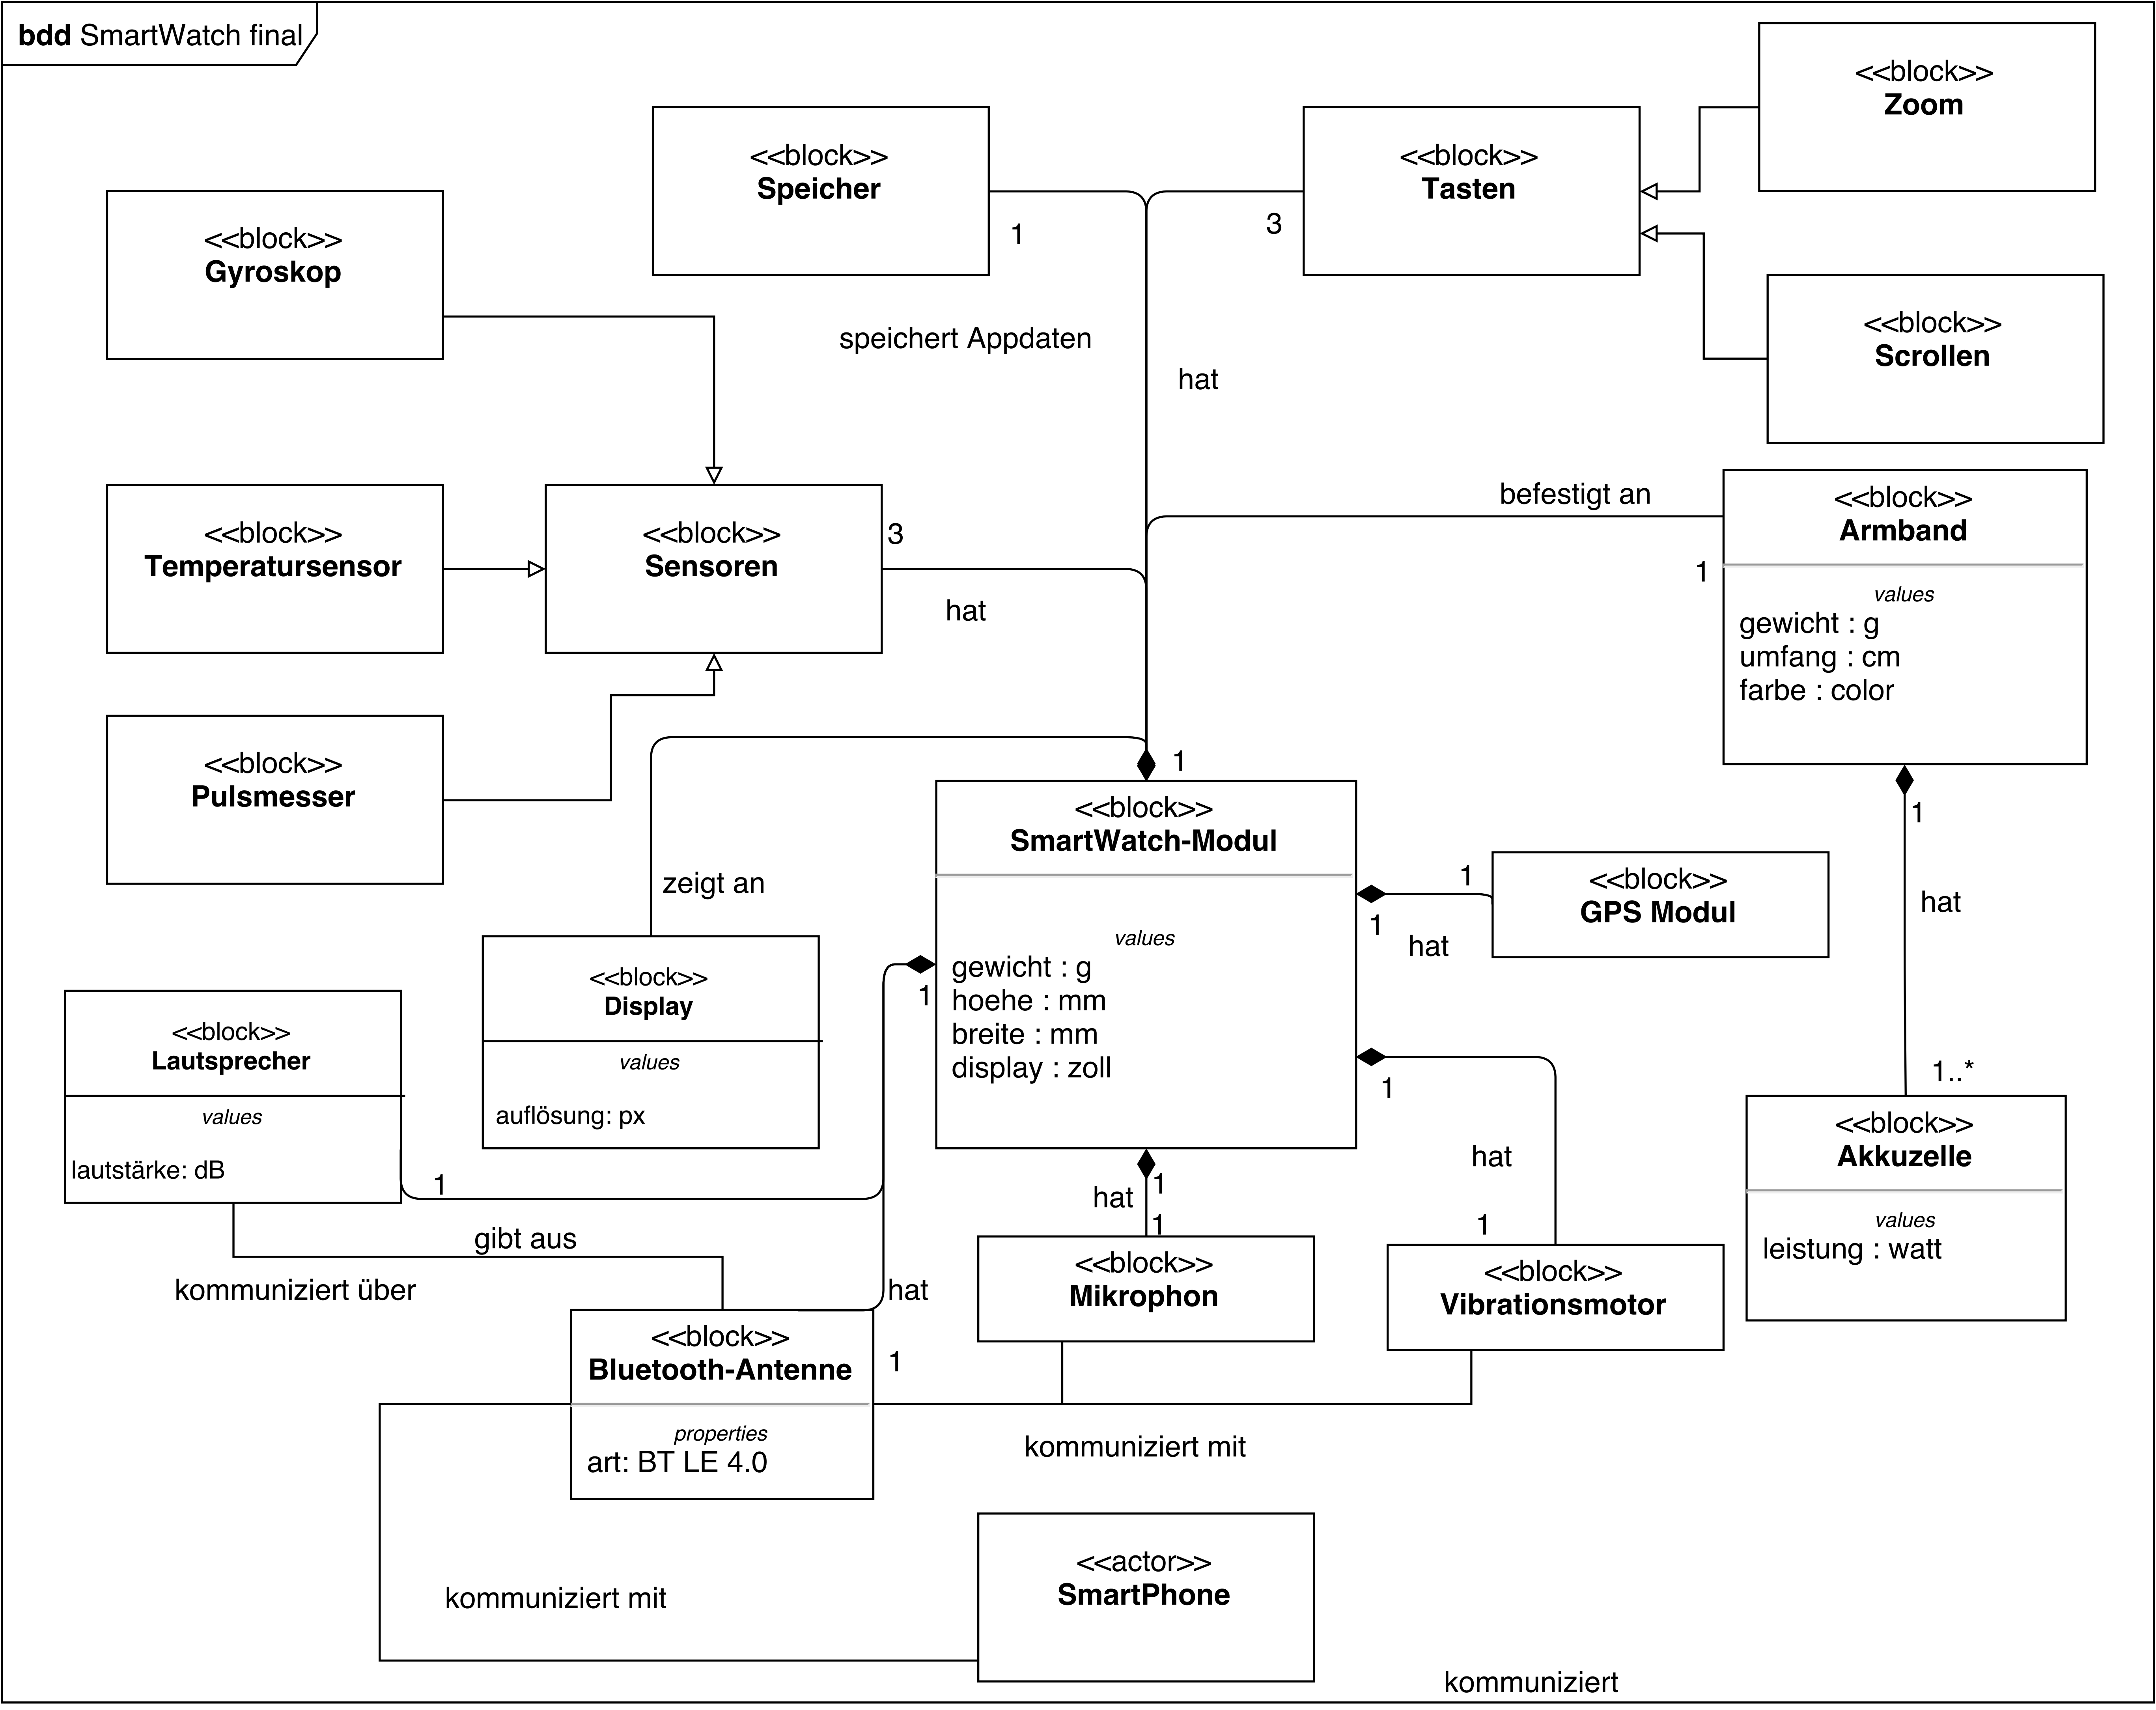 bdd SmartWatch final
<<block>>
Zoom
<<block>>
Speicher
1
<<block>>
Tasten
3
<<block>>
Gyroskop
speichert Appdaten
hat
<<block>>
Scrollen
<<block>>
Temperatursensor
<<block>>
Sensoren
3
hat
befestigt an
1
<<block>>
Armband
values
gewicht : g
umfang : cm
farbe : color
1
hat
1..*
<<block>>
Pulsmesser
zeigt an
1
<<block>>
SmartWatch-Modul
values
gewicht : g
hoehe : mm
breite : mm
display : zoll
1
1
hat
<<block>>
GPS Modul
<<block>>
Display
values
auflösung: px
1
<<block>>
Lautsprecher
values
lautstärke: dB
1
gibt aus
kommuniziert über
hat
1
hat
1
1
hat
1
<<block>>
Akkuzelle
values
leistung : watt
<<block>>
Mikrophon
<<block>>
Vibrationsmotor
<<block>>
Bluetooth-Antenne
1
properties
art: BT LE 4.0
kommuniziert mit
<<actor>>
SmartPhone
kommuniziert mit
kommuniziert